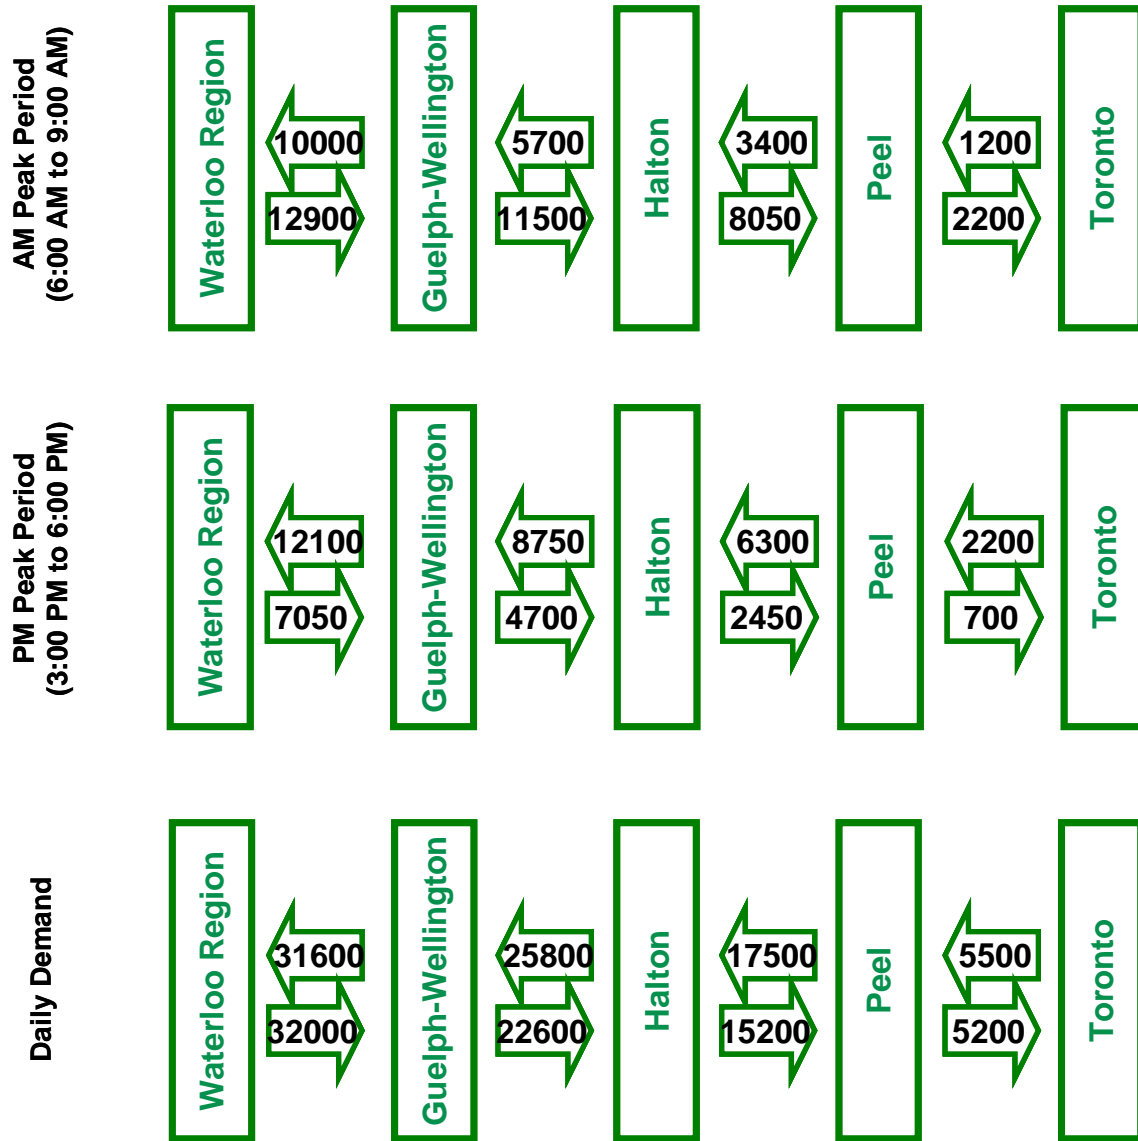 AM Peak Period
(6:00 AM to 9:00 AM)
Waterloo Region
10000
12900
Guelph-Wellington
5700
11500
Halton
3400
8050
Peel
1200
2200
Toronto
PM Peak Period
(3:00 PM to 6:00 PM)
Waterloo Region
12100
7050
Guelph-Wellington
8750
4700
Halton
6300
2450
Peel
2200
700
Toronto
Daily Demand
Waterloo Region
31600
32000
Guelph-Wellington
25800
22600
Halton
17500
15200
Peel
5500
5200
Toronto